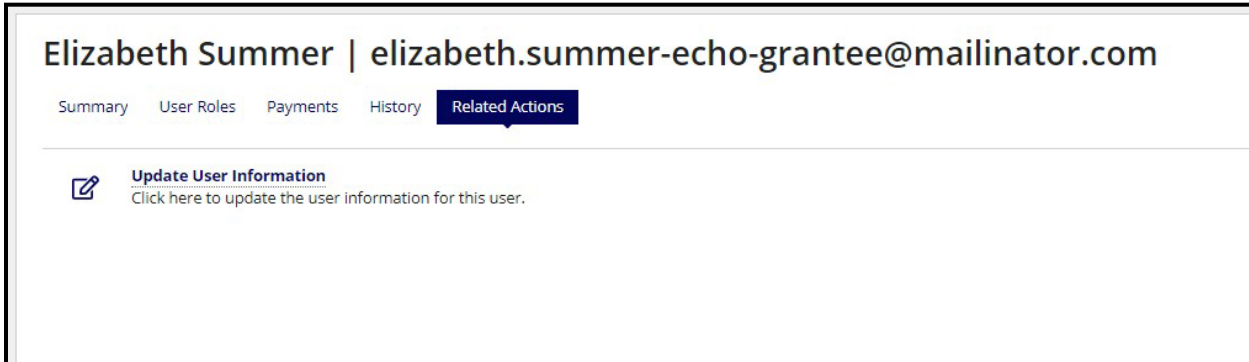 Elizabeth Summer | elizabeth.summer-echo-grantee@mailinator.com
Summary User Roles Payments History Related Actions
Update User Information
Click here to update the user information for this user.